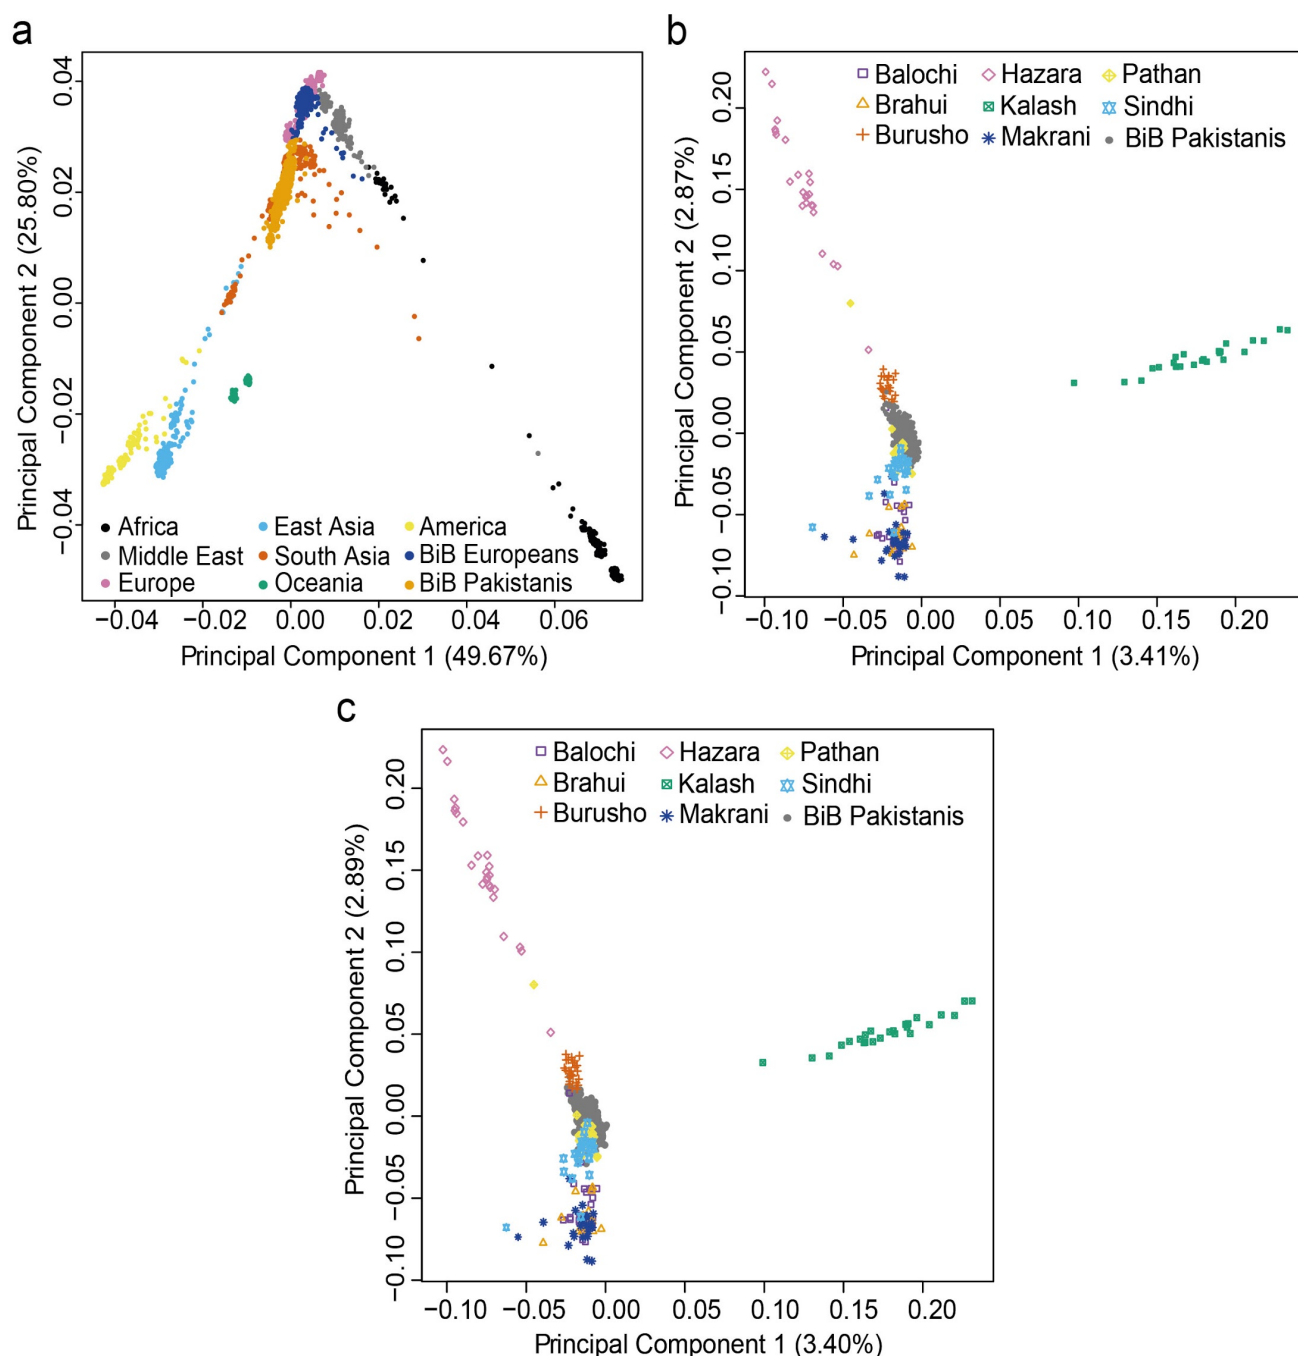 a
Principal Component 2 (25.80%)
0.04
0.02
0.00
−0.02
−0.04
Africa East Asia America
Middle East South Asia BiB Europeans
Europe Oceania BiB Pakistanis
−0.04 −0.02 0.00 0.02 0.04 0.06
Principal Component 1 (49.67%)
b
Principal Component 2 (2.87%)
0.20
0.15
0.10
0.05
0.00
−0.05
−0.10
Balochi Hazara Pathan
Brahui Kalash Sindhi
Burusho Makrani BiB Pakistanis
−0.10 −0.05 0.00 0.05 0.10 0.15 0.20
Principal Component 1 (3.41%)
c
Principal Component 2 (2.89%)
0.20
0.15
0.10
0.05
0.00
−0.05
−0.10
Balochi Hazara Pathan
Brahui Kalash Sindhi
Burusho Makrani BiB Pakistanis
−0.10 −0.05 0.00 0.05 0.10 0.15 0.20
Principal Component 1 (3.40%)